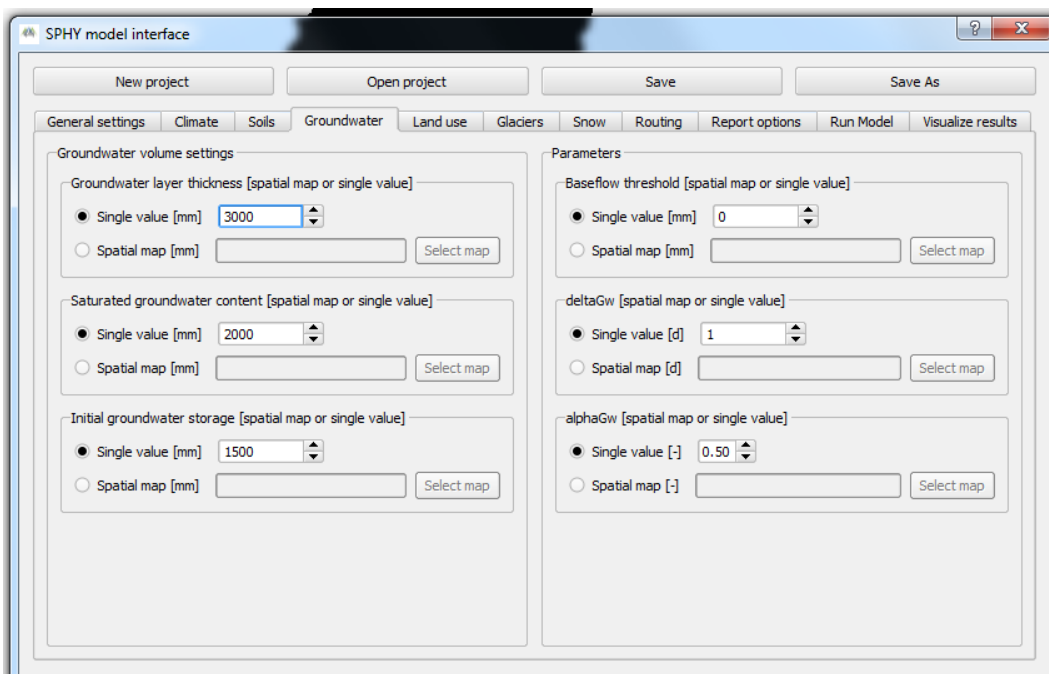 SPHY model interface
New project Open project Save Save As
General settings Climate Soils Groundwater Land use Glaciers Snow Routing Report options Run Model Visualize results
Groundwater volume settings
Groundwater layer thickness [spatial map or single value]
Single value [mm] 3000
Spatial map [mm] Select map
Saturated groundwater content [spatial map or single value]
Single value [mm] 2000
Spatial map [mm] Select map
Initial groundwater storage [spatial map or single value]
Single value [mm] 1500
Spatial map [mm] Select map
Parameters
Baseflow threshold [spatial map or single value]
Single value [mm] 0
Spatial map [mm] Select map
deltaGw [spatial map or single value]
Single value [d] 1
Spatial map [d] Select map
alphaGw [spatial map or single value]
Single value [-] 0.50
Spatial map [-] Select map